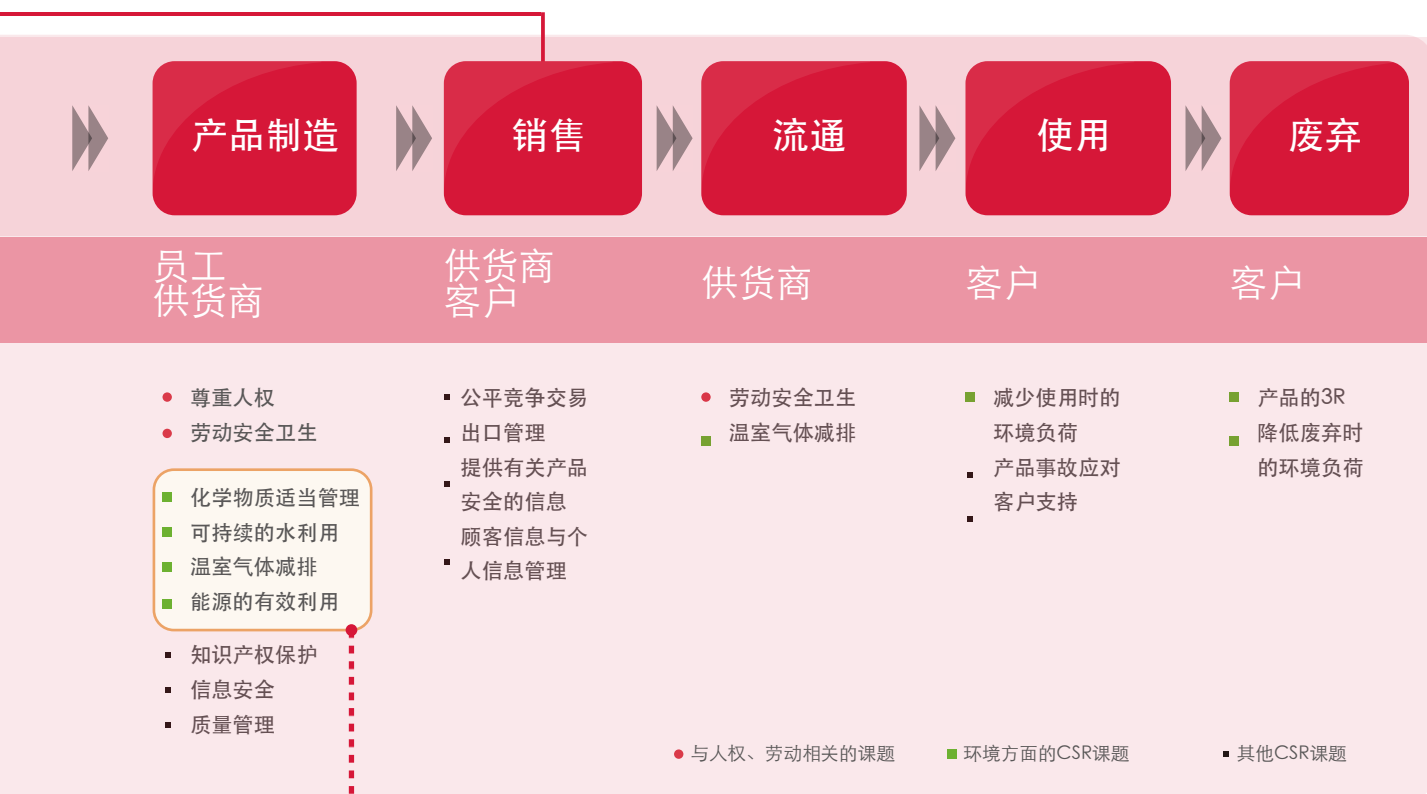 产品制造
销售
流通
使用
废弃
员工
供货商
供货商
客户
供货商
客户
客户
尊重人权
劳动安全卫生
化学物质适当管理
可持续的水利用
温室气体减排
能源的有效利用
知识产权保护
信息安全
质量管理
公平竞争交易
出口管理
提供有关产品
安全的信息
顾客信息与个
人信息管理
劳动安全卫生
温室气体减排
减少使用时的
环境负荷
产品事故应对
客户支持
产品的3R
降低废弃时
的环境负荷
与人权、劳动相关的课题
环境方面的CSR课题
其他CSR课题